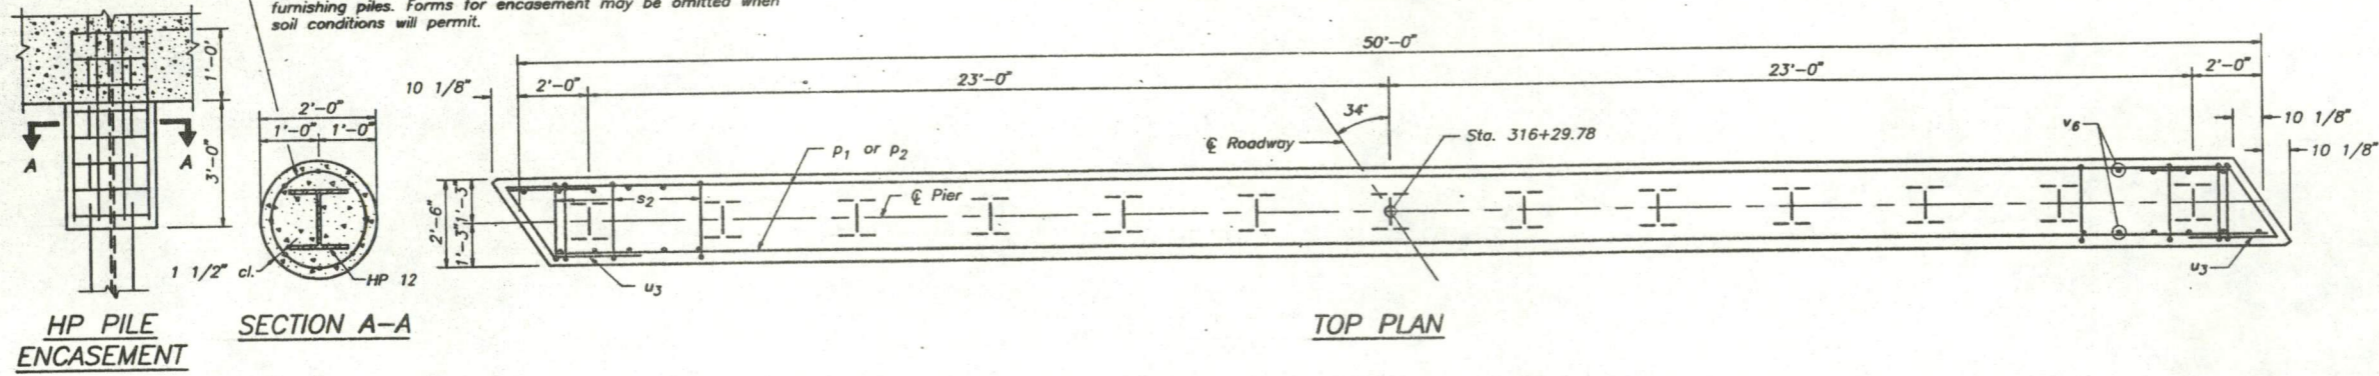 furnishing piles. Forms for encasement may be omitted when
soil conditions will permit.
1'-0"
3'-0"
A
A
HP PILE
ENCASEMENT
2'-0"
1'-0" 1'-0"
1 1/2" cl.
HP 12
SECTION A-A
50'-0"
10 1/8"
2'-0"
23'-0"
23'-0"
2'-0"
34°
℄ Roadway
Sta. 316+29.78
p1 or p2
v6
10 1/8"
10 1/8"
2'-6"
1'-3"
1'-3"
s2
℄ Pier
u3
u3
TOP PLAN